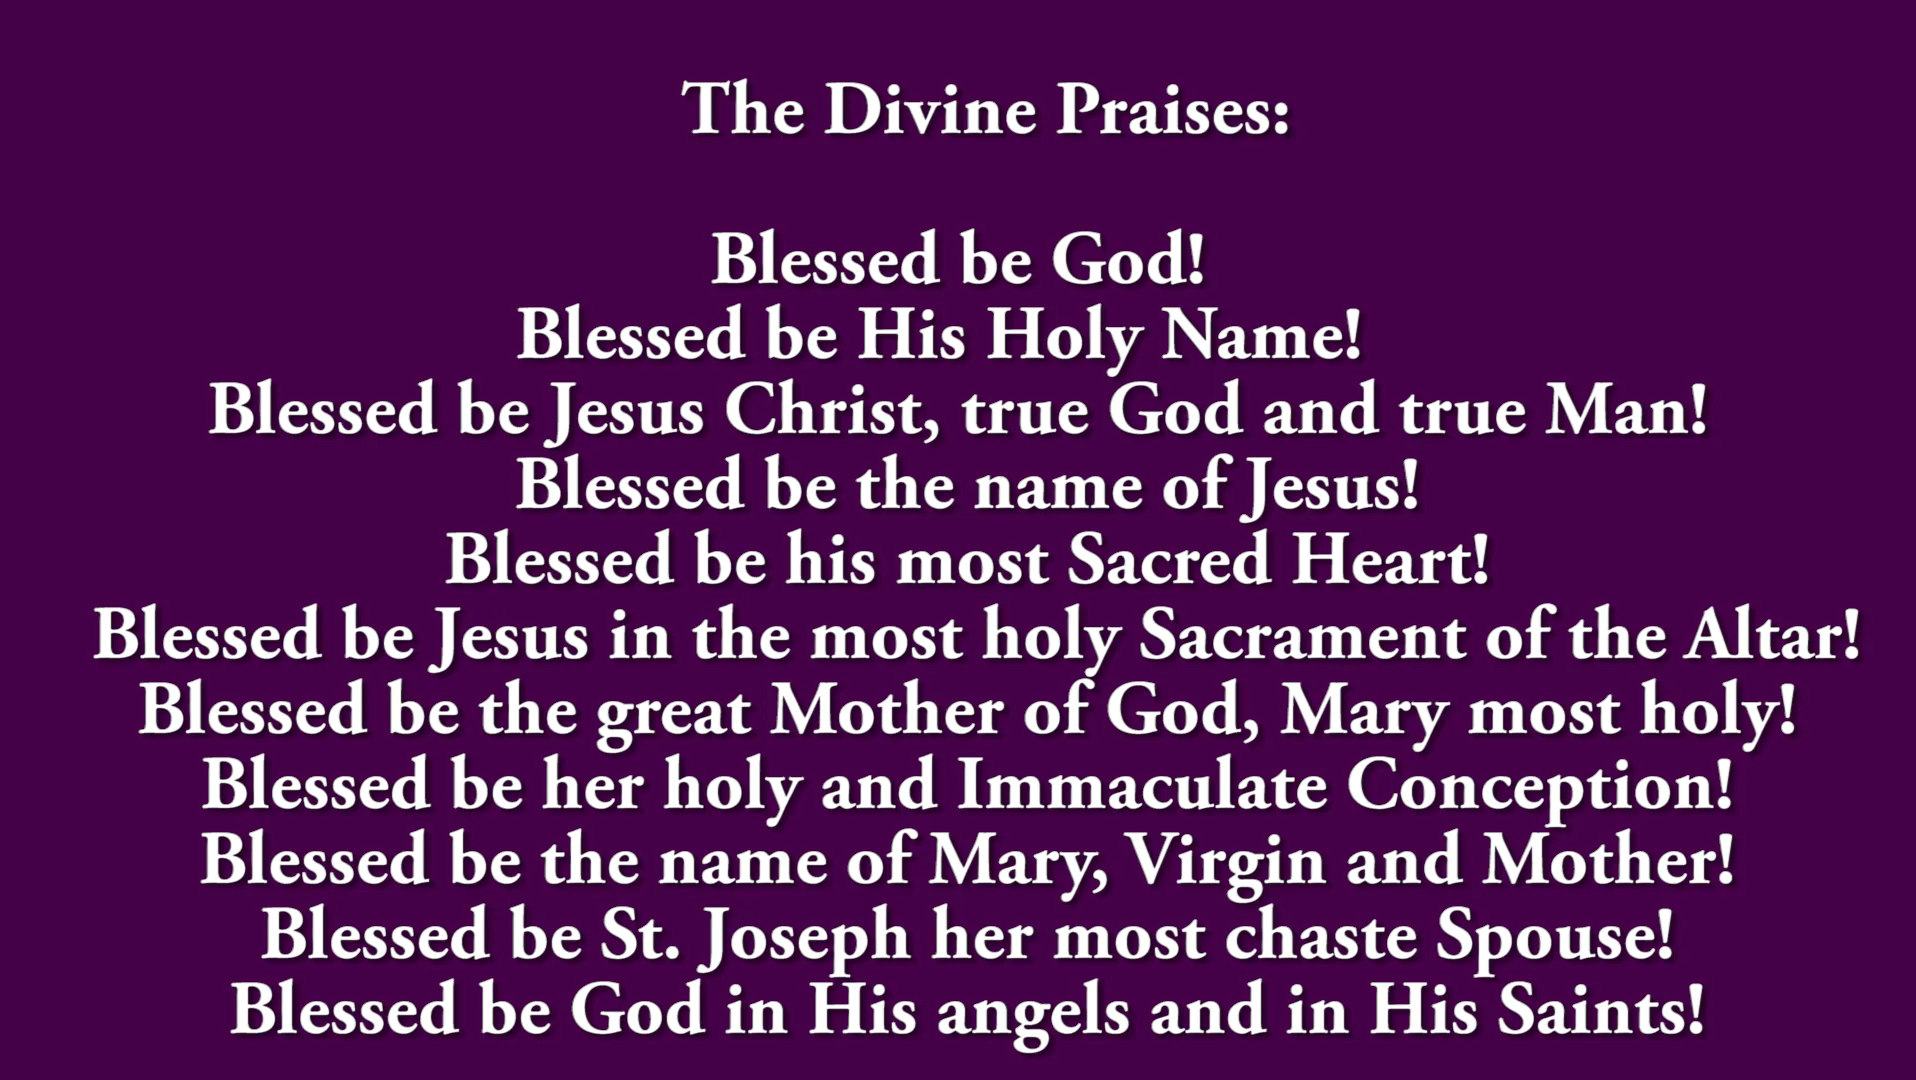 The Divine Praises:
Blessed be God!
Blessed be His Holy Name!
Blessed be Jesus Christ, true God and true Man!
Blessed be the name of Jesus!
Blessed be his most Sacred Heart!
Blessed be Jesus in the most holy Sacrament of the Altar!
Blessed be the great Mother of God, Mary most holy!
Blessed be her holy and Immaculate Conception!
Blessed be the name of Mary, Virgin and Mother!
Blessed be St. Joseph her most chaste Spouse!
Blessed be God in His angels and in His Saints!